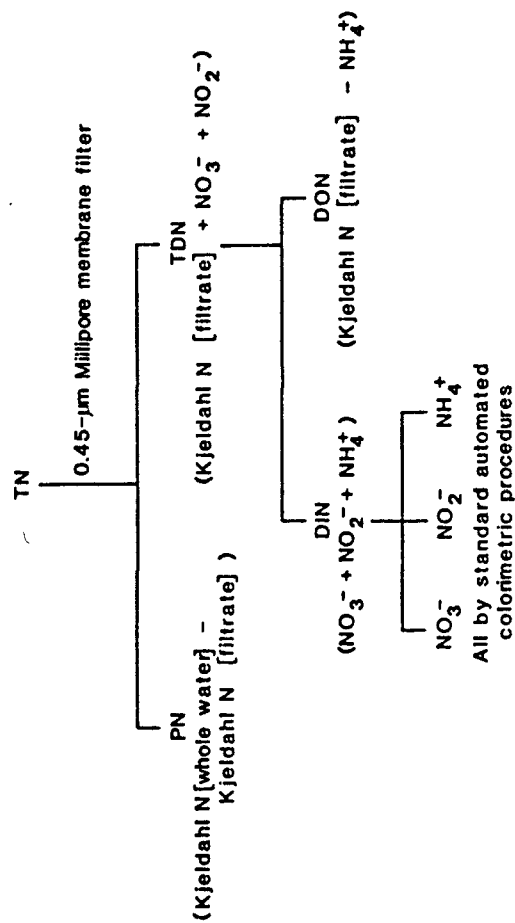 TN
0.45-μm Millipore membrane filter
PN
(Kjeldahl N [whole water] –
Kjeldahl N [filtrate] )
TDN
(Kjeldahl N [filtrate] + NO₃⁻ + NO₂⁻)
DIN
(NO₃⁻ + NO₂⁻ + NH₄⁺)
DON
(Kjeldahl N [filtrate] – NH₄⁺)
NO₃⁻
NO₂⁻
NH₄⁺
All by standard automated
colorimetric procedures